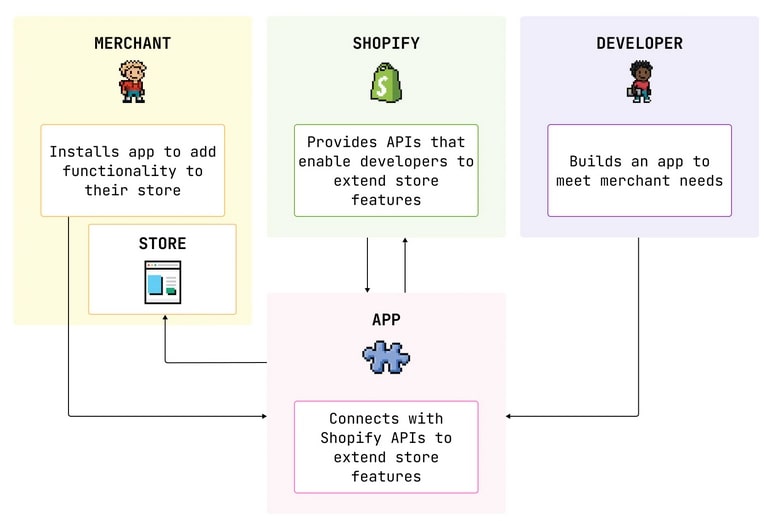 MERCHANT
Installs app to add
functionality to
their store
STORE
SHOPIFY
Provides APIs that
enable developers to
extend store
features
DEVELOPER
Builds an app to
meet merchant needs
APP
Connects with
Shopify APIs to
extend store
features